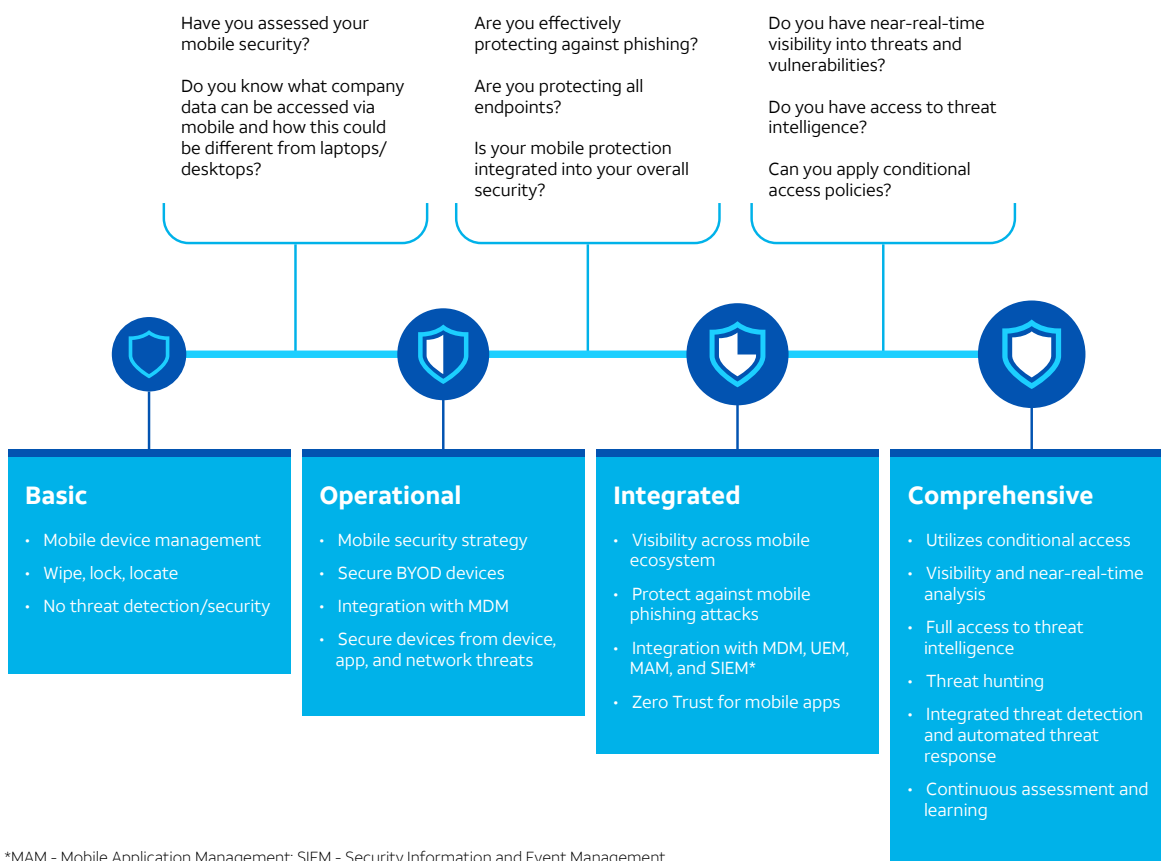 Have you assessed your
mobile security?
Do you know what company
data can be accessed via
mobile and how this could
be different from laptops/
desktops?
Are you effectively
protecting against phishing?
Are you protecting all
endpoints?
Is your mobile protection
integrated into your overall
security?
Do you have near-real-time
visibility into threats and
vulnerabilities?
Do you have access to threat
intelligence?
Can you apply conditional
access policies?
Basic
• Mobile device management
• Wipe, lock, locate
• No threat detection/security
Operational
• Mobile security strategy
• Secure BYOD devices
• Integration with MDM
• Secure devices from device,
app, and network threats
Integrated
• Visibility across mobile
ecosystem
• Protect against mobile
phishing attacks
• Integration with MDM, UEM,
MAM, and SIEM*
• Zero Trust for mobile apps
Comprehensive
• Utilizes conditional access
• Visibility and near-real-time
analysis
• Full access to threat
intelligence
• Threat hunting
• Integrated threat detection
and automated threat
response
• Continuous assessment and
learning
*MAM - Mobile Application Management; SIEM - Security Information and Event Management